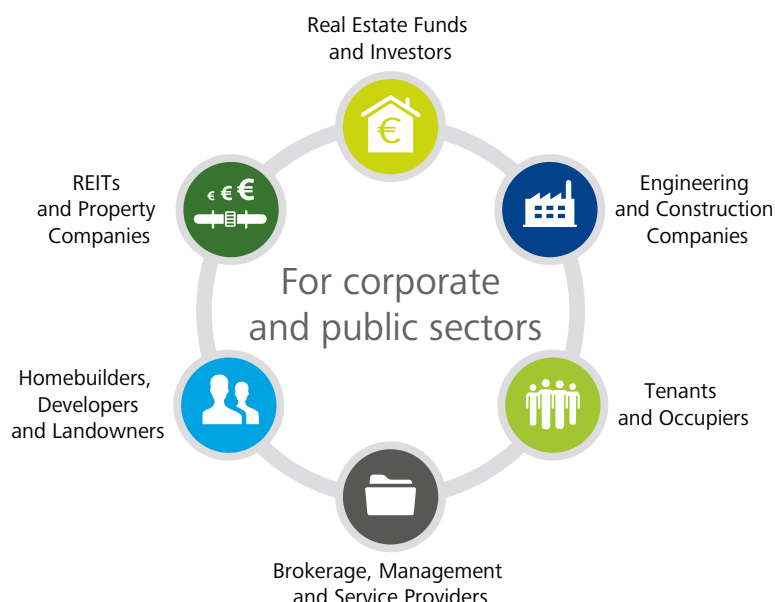 Real Estate Funds
and Investors
€
REITs
and Property
Companies
€ € €
Engineering
and Construction
Companies
For corporate
and public sectors
Homebuilders,
Developers
and Landowners
Tenants
and Occupiers
Brokerage, Management
and Service Providers